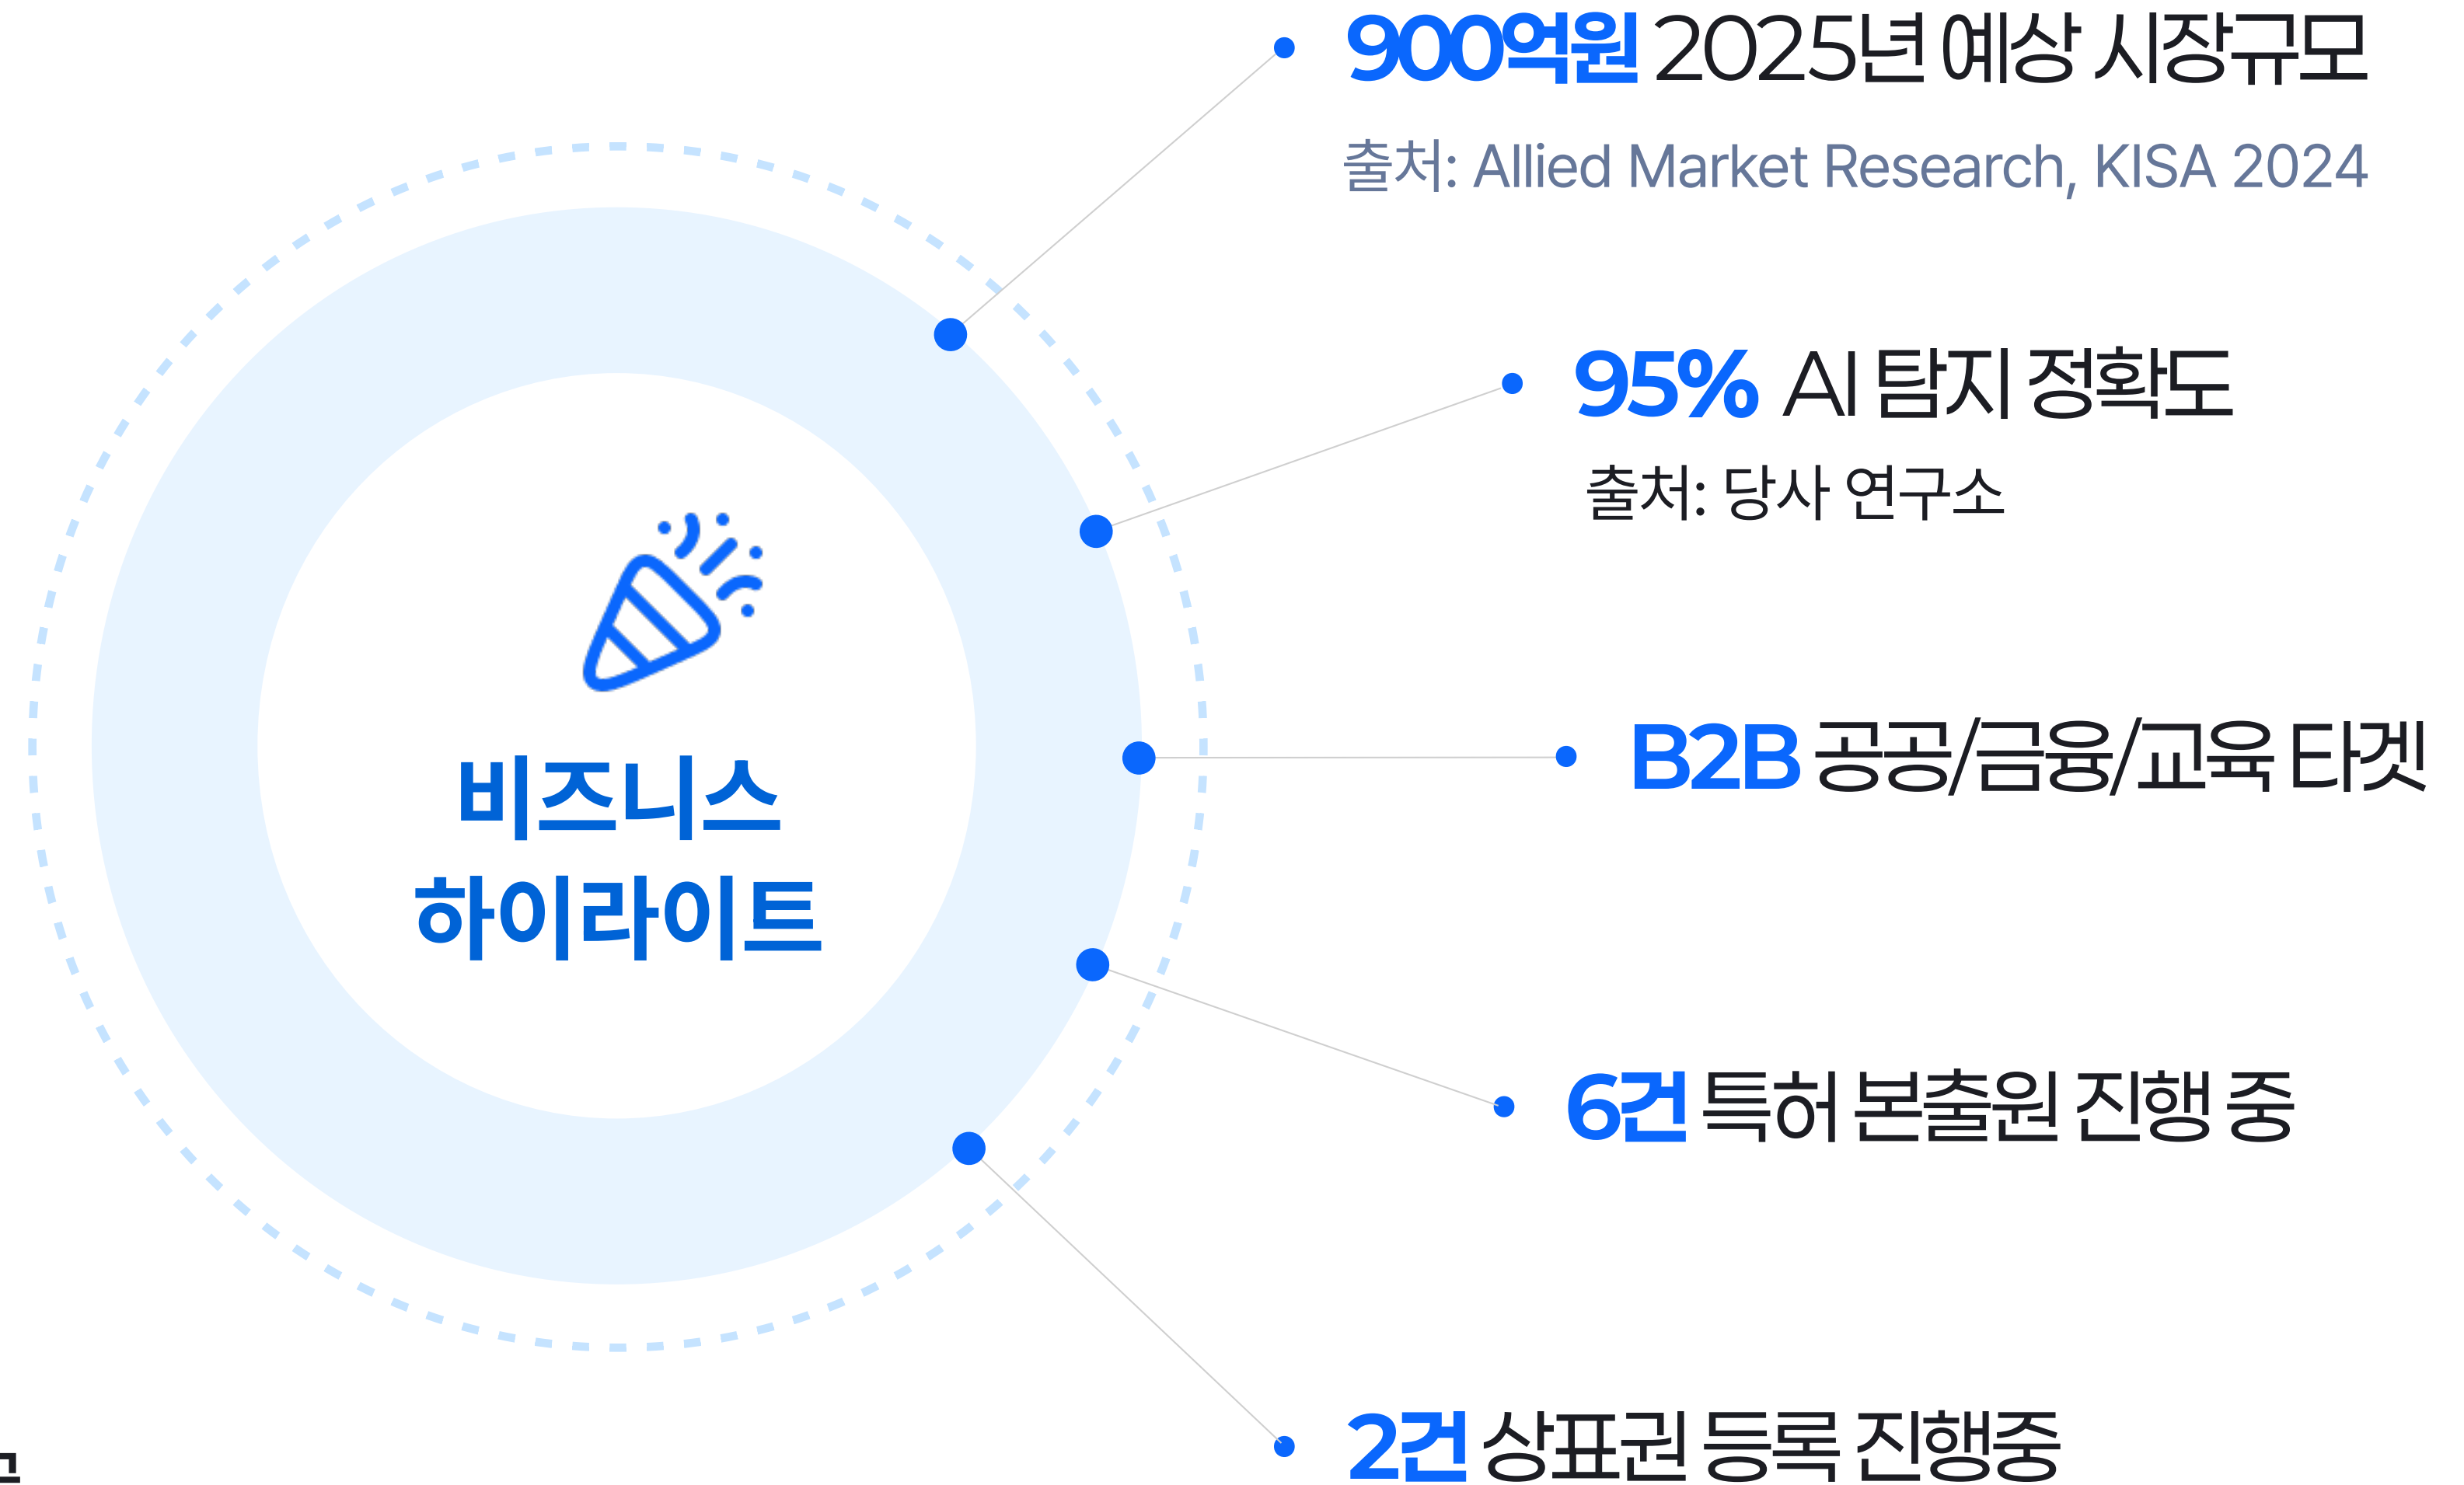 900억원 2025년예상 시장규모
출처: Allied Market Research, KISA 2024
95% AI 탐지 정확도
출처: 당사 연구소
비즈니스
하이라이트
B2B 공공/금융/교육 타겟
6건 특허 본출원 진행 중
2건 상표권 등록 진행중